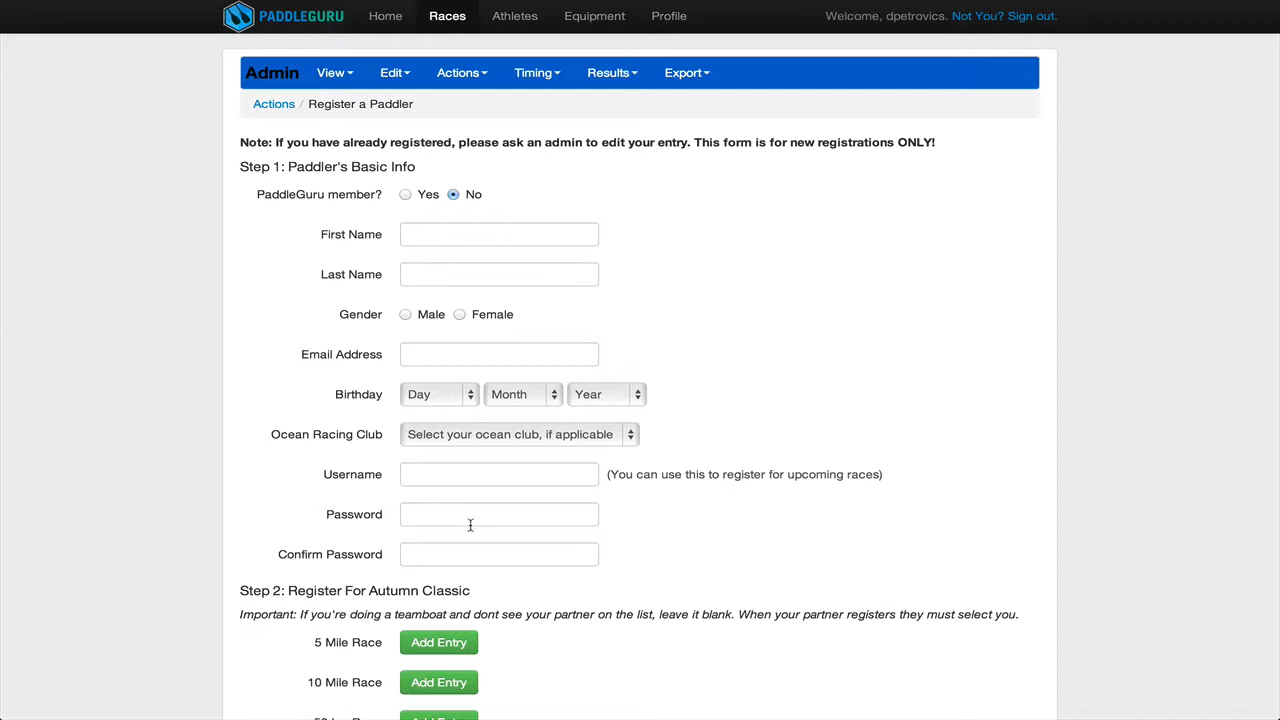 PADDLEGURU Home Races Athletes Equipment Profile Welcome, dpetrovics. Not You? Sign out.
Admin View Edit Actions Timing Results Export
Actions / Register a Paddler
Note: If you have already registered, please ask an admin to edit your entry. This form is for new registrations ONLY!
Step 1: Paddler's Basic Info
PaddleGuru member? Yes No
First Name
Last Name
Gender Male Female
Email Address
Birthday Day Month Year
Ocean Racing Club Select your ocean club, if applicable
Username (You can use this to register for upcoming races)
Password
Confirm Password
Step 2: Register For Autumn Classic
Important: If you're doing a teamboat and dont see your partner on the list, leave it blank. When your partner registers they must select you.
5 Mile Race Add Entry
10 Mile Race Add Entry